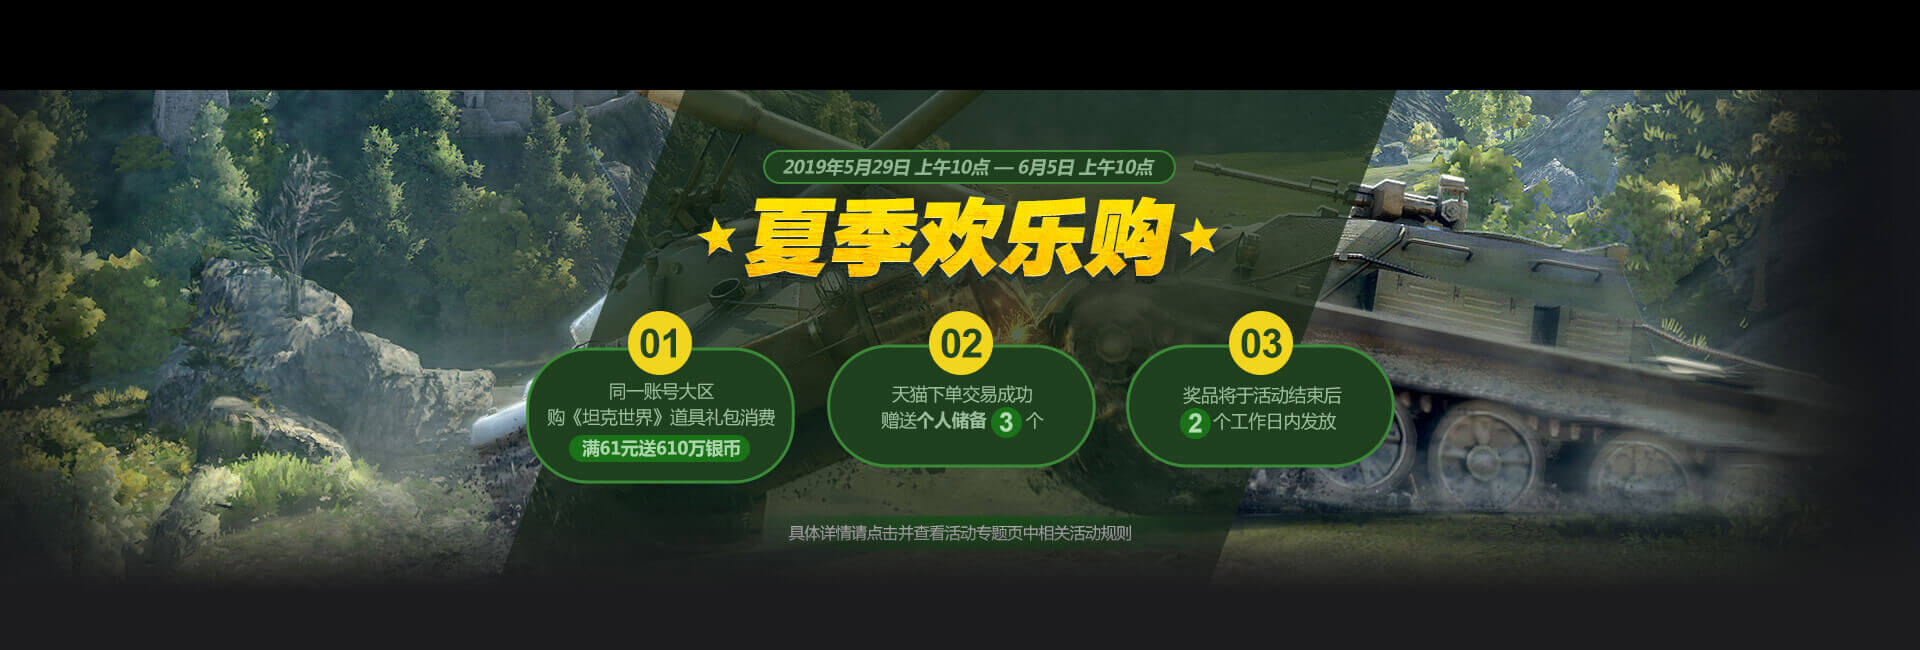 2019年5月29日 上午10点 — 6月5日 上午10点
夏季欢乐购
01
同一账号大区
购《坦克世界》道具礼包消费
满61元送610万银币
02
天猫下单交易成功
赠送个人储备 3 个
03
奖品将于活动结束后
2 个工作日内发放
具体详情请点击并查看活动专题页中相关活动规则